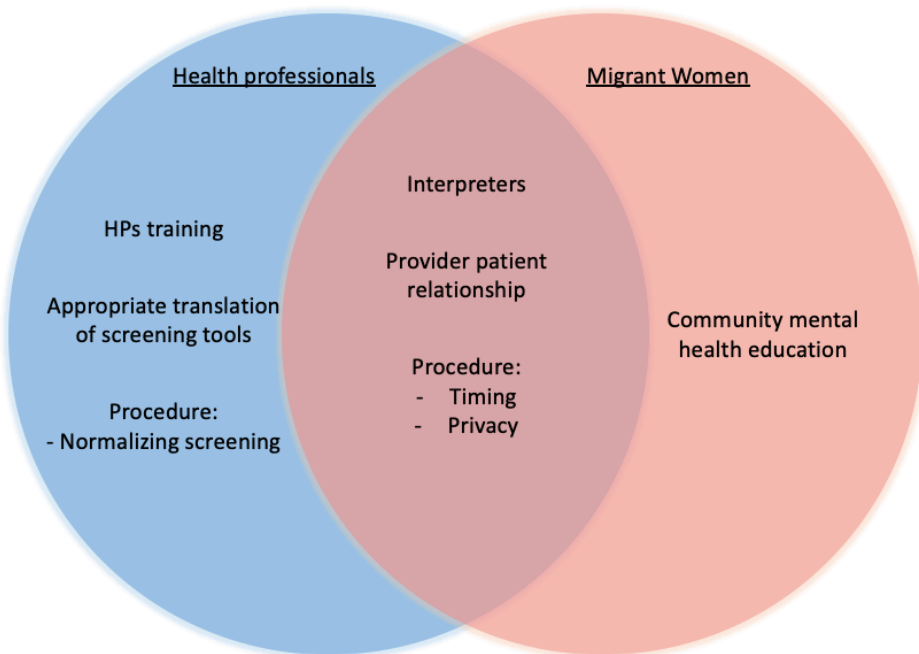 Health professionals
HPs training
Appropriate translation
of screening tools
Procedure:
- Normalizing screening
Interpreters
Provider patient
relationship
Procedure:
- Timing
- Privacy
Migrant Women
Community mental
health education